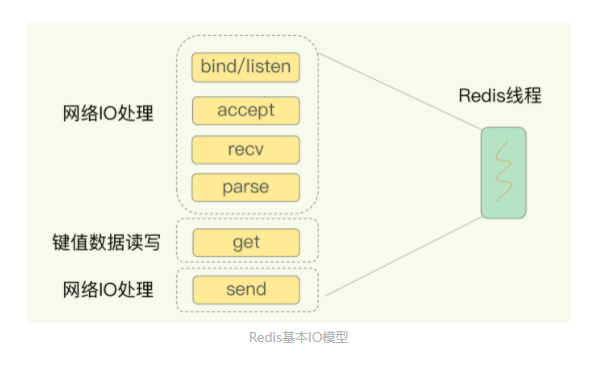 bind/listen
Redis线程
网络IO处理
accept
recv
parse
键值数据读写
get
网络IO处理
send
Redis基本IO模型